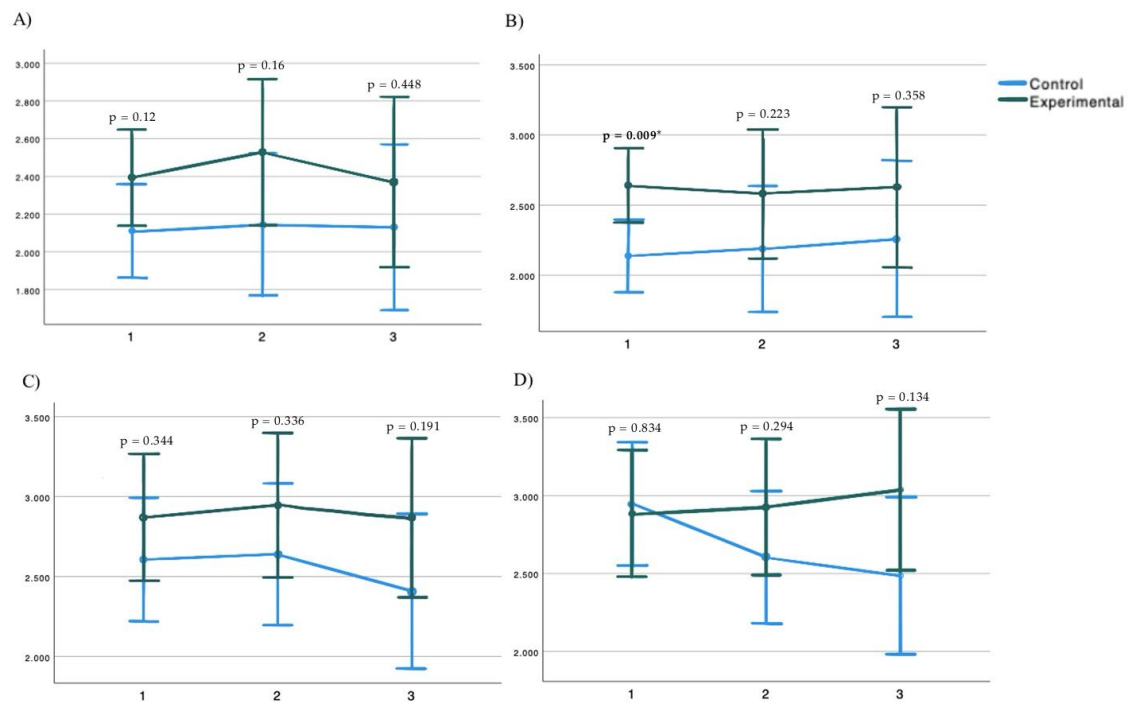 A)
3.000
2.800
2.600
2.400
2.200
2.000
1.800
p = 0.12
p = 0.16
p = 0.448
1 2 3
B)
3.500
3.000
2.500
2.000
p = 0.009*
p = 0.223
p = 0.358
1 2 3
Control
Experimental
C)
3.500
3.000
2.500
2.000
p = 0.344
p = 0.336
p = 0.191
1 2 3
D)
3.500
3.000
2.500
2.000
p = 0.834
p = 0.294
p = 0.134
1 2 3